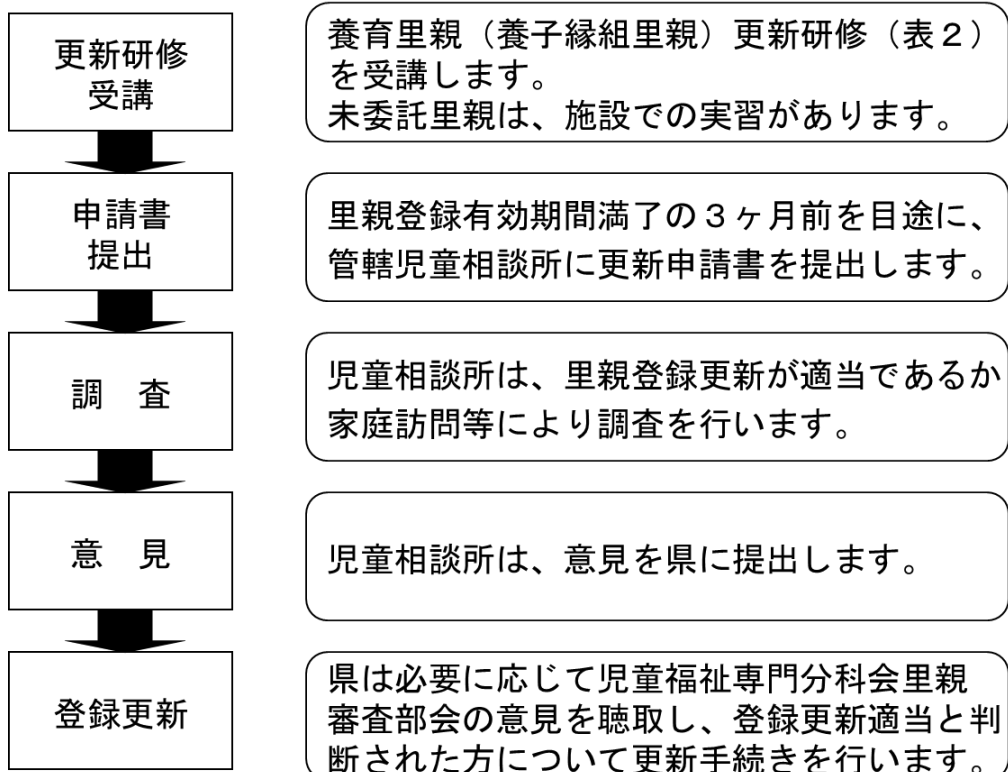 更新研修
受講
養育里親（養子縁組里親）更新研修（表２）
を受講します。
未委託里親は、施設での実習があります。
申請書
提出
里親登録有効期間満了の３ヶ月前を目途に、
管轄児童相談所に更新申請書を提出します。
調　査
児童相談所は、里親登録更新が適当であるか
家庭訪問等により調査を行います。
意　見
児童相談所は、意見を県に提出します。
登録更新
県は必要に応じて児童福祉専門分科会里親
審査部会の意見を聴取し、登録更新適当と判
断された方について更新手続きを行います。